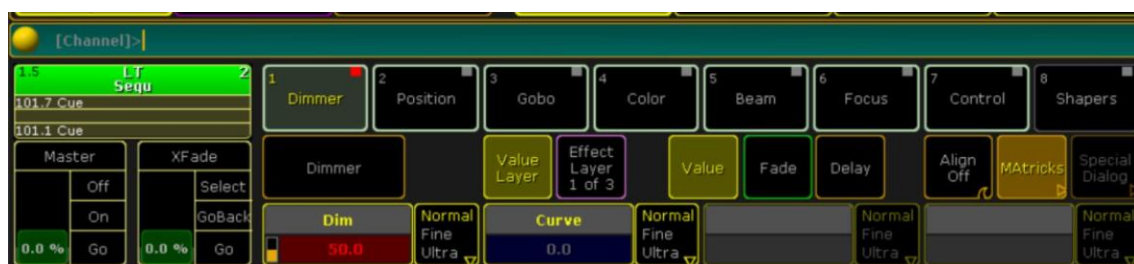 [Channel]>
1.5 LT 2
Sequ
101.7 Cue
101.1 Cue
Master XFade
Off Select
On GoBack
0.0 % Go 0.0 % Go
1 Dimmer
2 Position
3 Gobo
4 Color
5 Beam
6 Focus
7 Control
8 Shapers
Dimmer
Value
Layer
Effect
Layer
1 of 3
Value
Fade
Delay
Align
Off
MAtricks
Special
Dialog
Dim
50.0
Normal
Fine
Ultra
Curve
0.0
Normal
Fine
Ultra
Normal
Fine
Ultra
Normal
Fine
Ultra